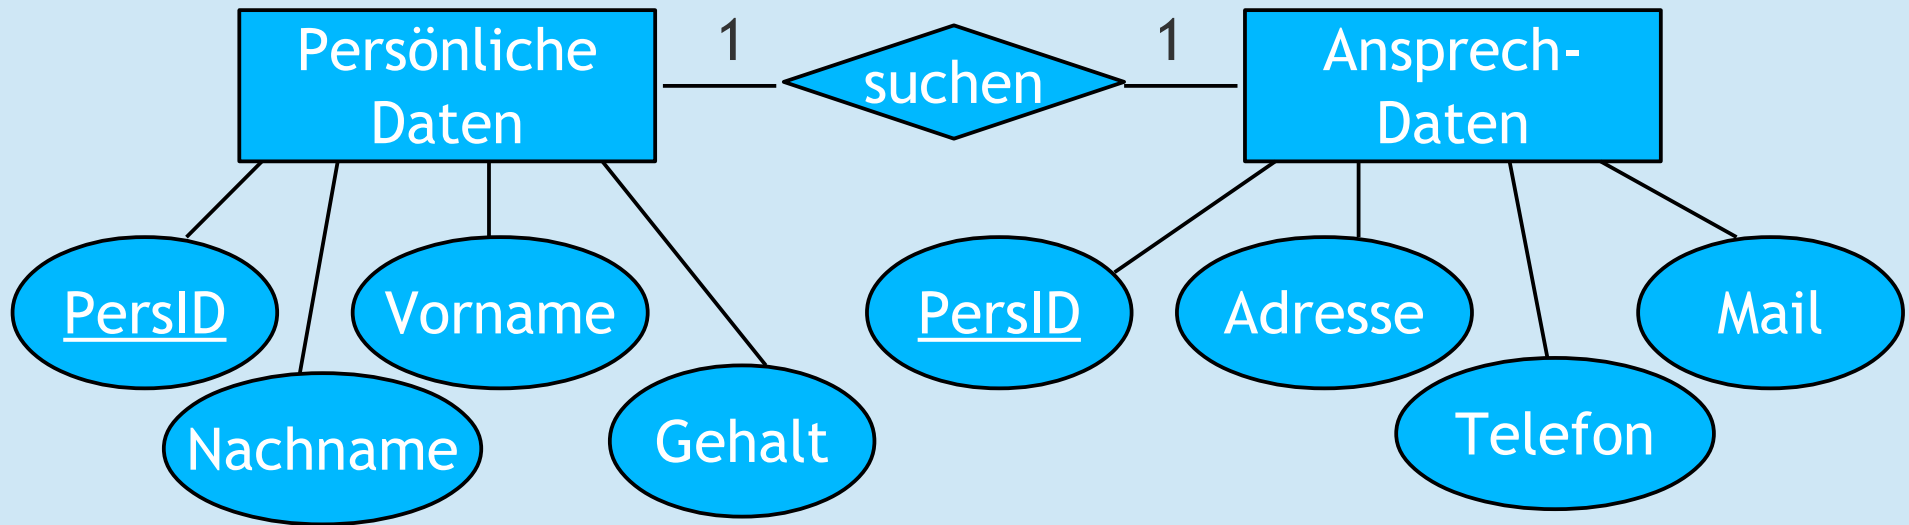 Persönliche
Daten
1
suchen
1
Ansprech-
Daten
PersID
Vorname
Nachname
Gehalt
PersID
Adresse
Telefon
Mail